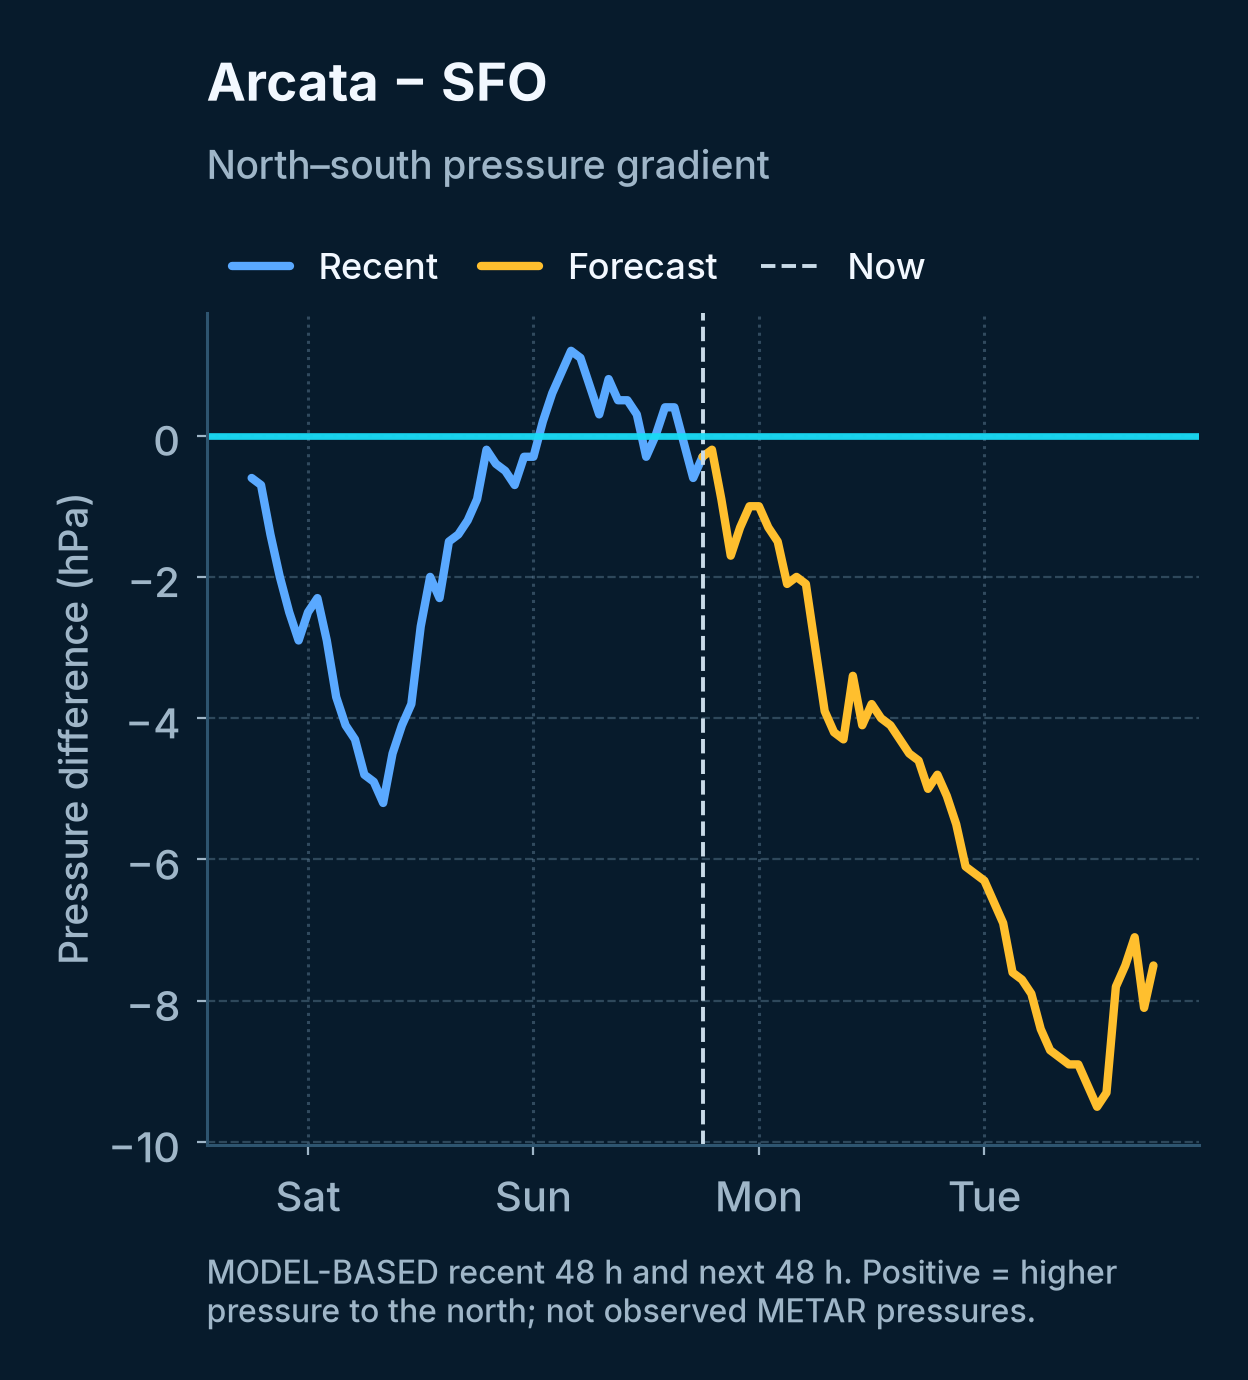 Arcata – SFO
North–south pressure gradient
Recent Forecast Now
Pressure difference (hPa)
0
−2
−4
−6
−8
−10
Sat Sun Mon Tue
MODEL-BASED recent 48 h and next 48 h. Positive = higher
pressure to the north; not observed METAR pressures.